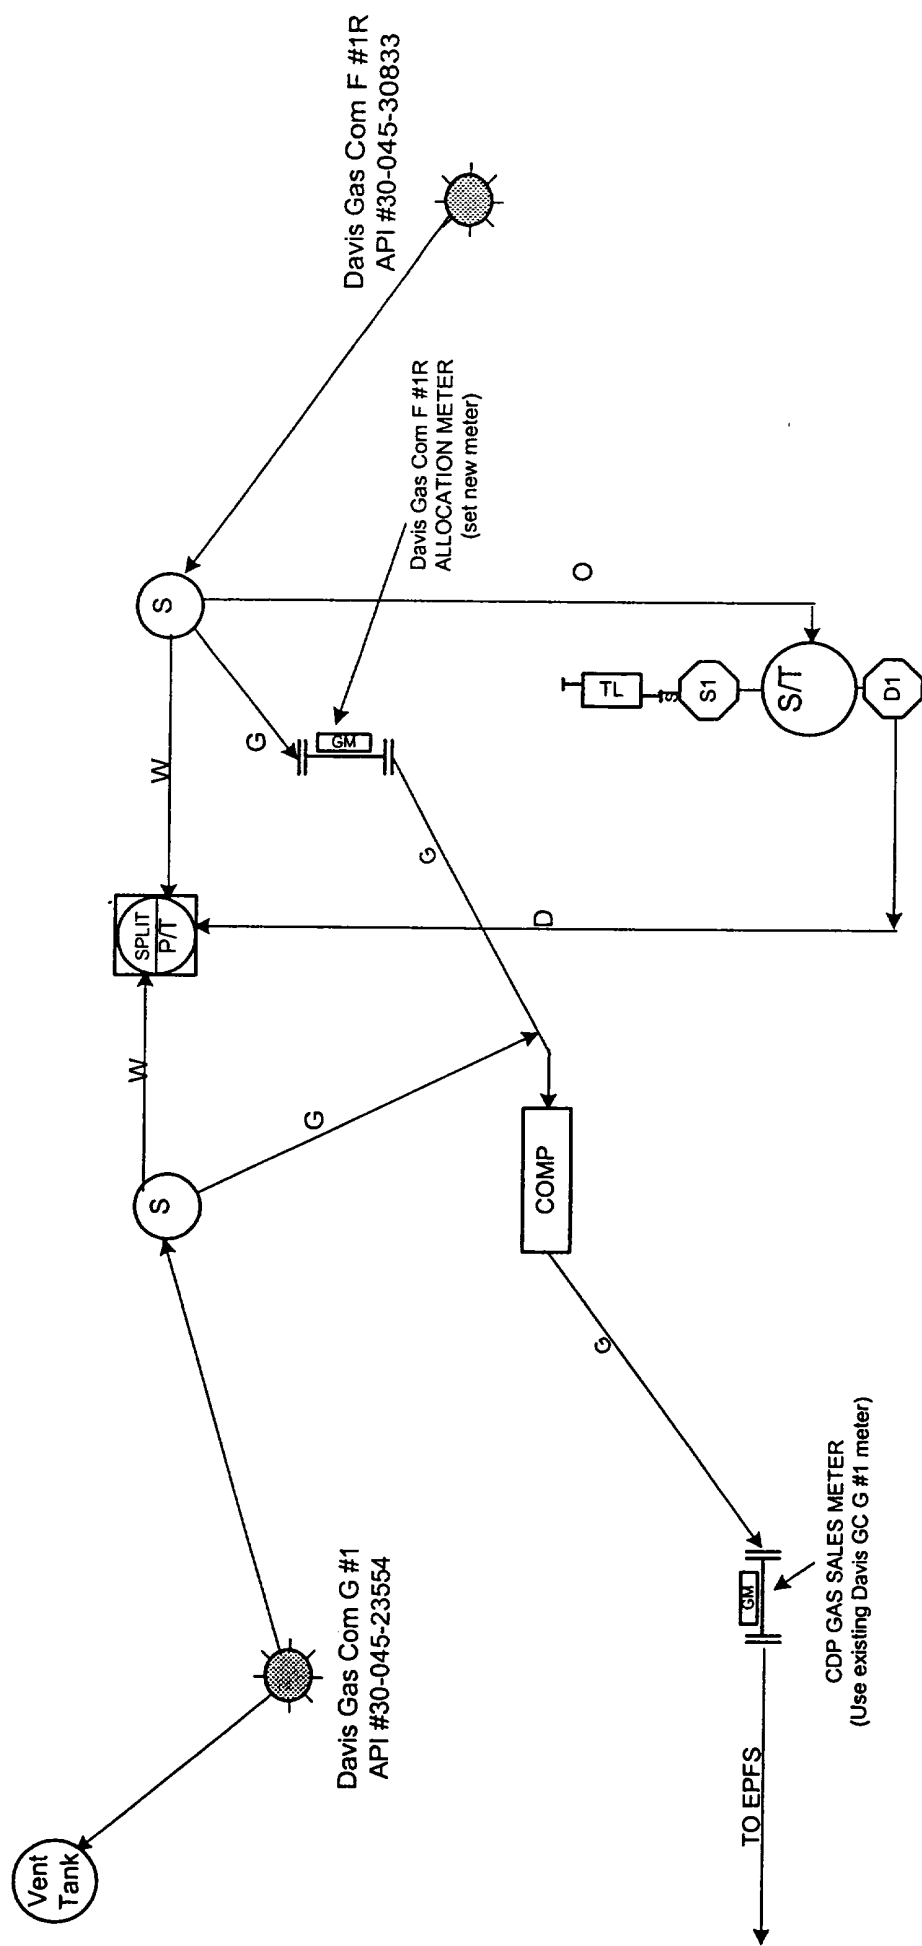 Vent
Tank
Davis Gas Com G #1
API #30-045-23554
S
W
G
SPLIT
P/T
W
S
G
GM
G
Davis Gas Com F #1R
ALLOCATION METER
(set new meter)
Davis Gas Com F #1R
API #30-045-30833
O
D
TL
S
S1
S/T
D1
COMP
G
GM
CDP GAS SALES METER
(Use existing Davis GC G #1 meter)
TO EPFS